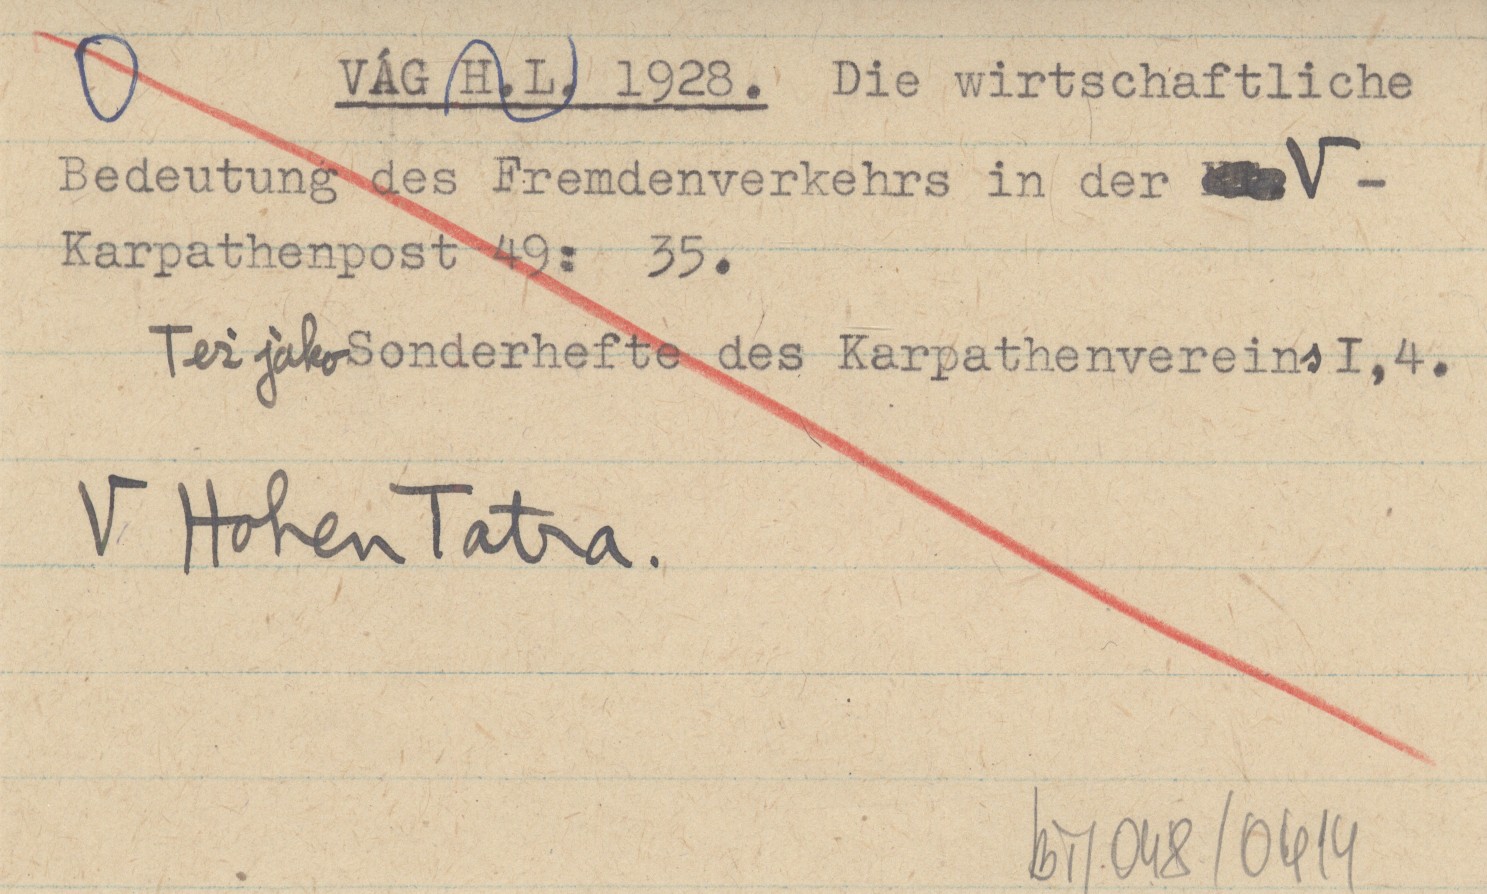 VÁG H.L. 1928. Die wirtschaftliche
Bedeutung des Fremdenverkehrs in der V -
Karpathenpost 49: 35.
Též jako Sonderhefte des Karpathenvereins I,4.
V Hohen Tatra.
048/0414